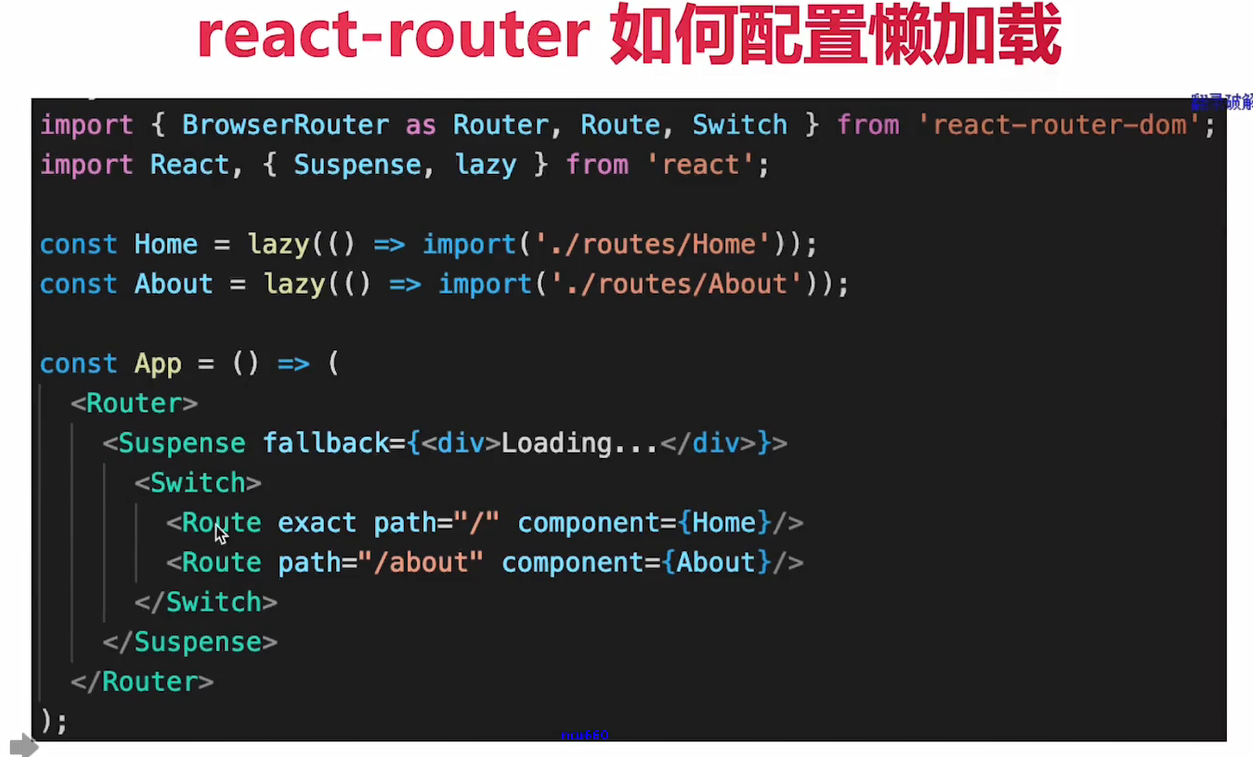 react-router 如何配置懒加载
import { BrowserRouter as Router, Route, Switch } from 'react-router-dom';
import React, { Suspense, lazy } from 'react';
const Home = lazy(() => import('./routes/Home'));
const About = lazy(() => import('./routes/About'));
const App = () => (
<Router>
<Suspense fallback={<div>Loading...</div>}>
<Switch>
<Route exact path="/" component={Home}/>
<Route path="/about" component={About}/>
</Switch>
</Suspense>
</Router>
);